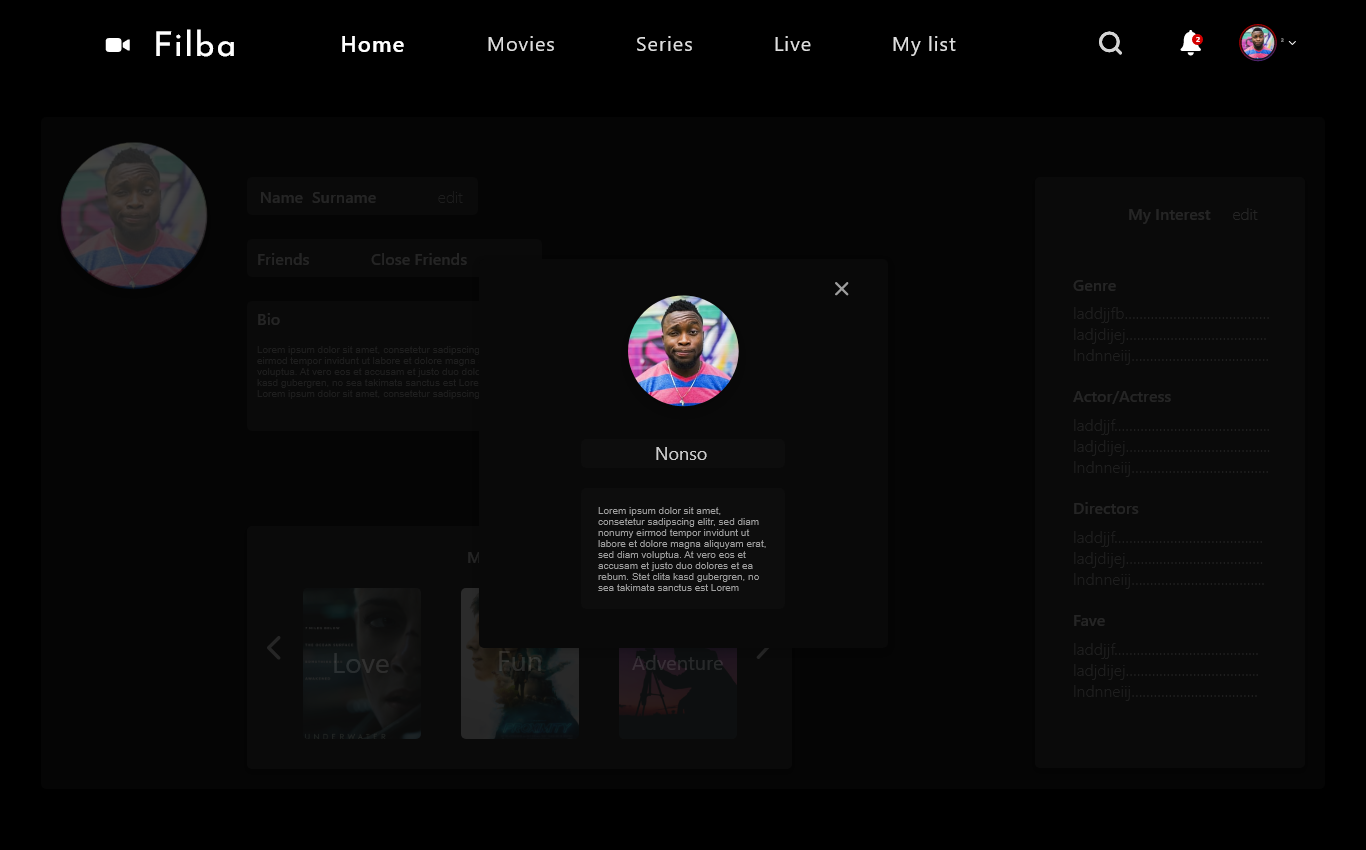 Filba
Home
Movies
Series
Live
My list
2
Name Surname
edit
Friends
Close Friends
Bio
Lorem ipsum dolor sit amet, consetetur sadipscing
eirmod tempor invidunt ut labore et dolore magna
voluptua. At vero eos et accusam et justo duo
kasd gubergren, no sea takimata sanctus est Lore
Lorem ipsum dolor sit amet, consetetur sadipscing
Nonso
Lorem ipsum dolor sit amet,
consetetur sadipscing elitr, sed diam
nonumy eirmod tempor invidunt ut
labore et dolore magna aliquyam erat,
sed diam voluptua. At vero eos et
accusam et justo duo dolores et ea
rebum. Stet clita kasd gubergren, no
sea takimata sanctus est Lorem
M
Love
Fun
Adventure
UNDERWATER
My Interest
edit
Genre
laddjjfb
ladjdijej
Indnneiij
Actor/Actress
laddjjf
ladjdijej
Indnneiij
Directors
laddjjf
ladjdijej
Indnneiij
Fave
laddjjf
ladjdijej
Indnneiij